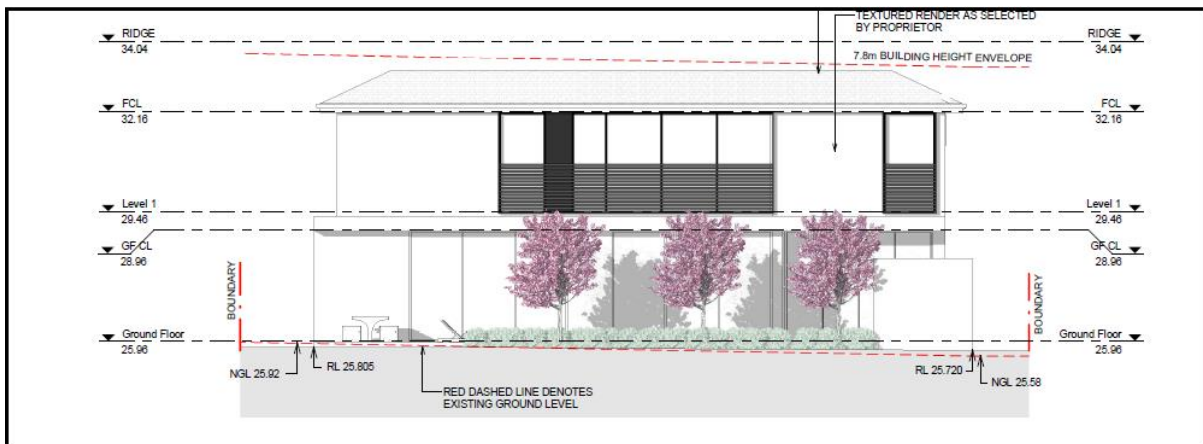 TEXTURED RENDER AS SELECTED
BY PROPRIETOR
RIDGE
34.04
RIDGE
34.04
7.8m BUILDING HEIGHT ENVELOPE
FCL
32.16
FCL
32.16
Level 1
29.46
Level 1
29.46
GF CL
28.96
GF CL
28.96
BOUNDARY
BOUNDARY
Ground Floor
25.96
Ground Floor
25.96
NGL 25.92
RL 25.805
RL 25.720
NGL 25.58
RED DASHED LINE DENOTES
EXISTING GROUND LEVEL